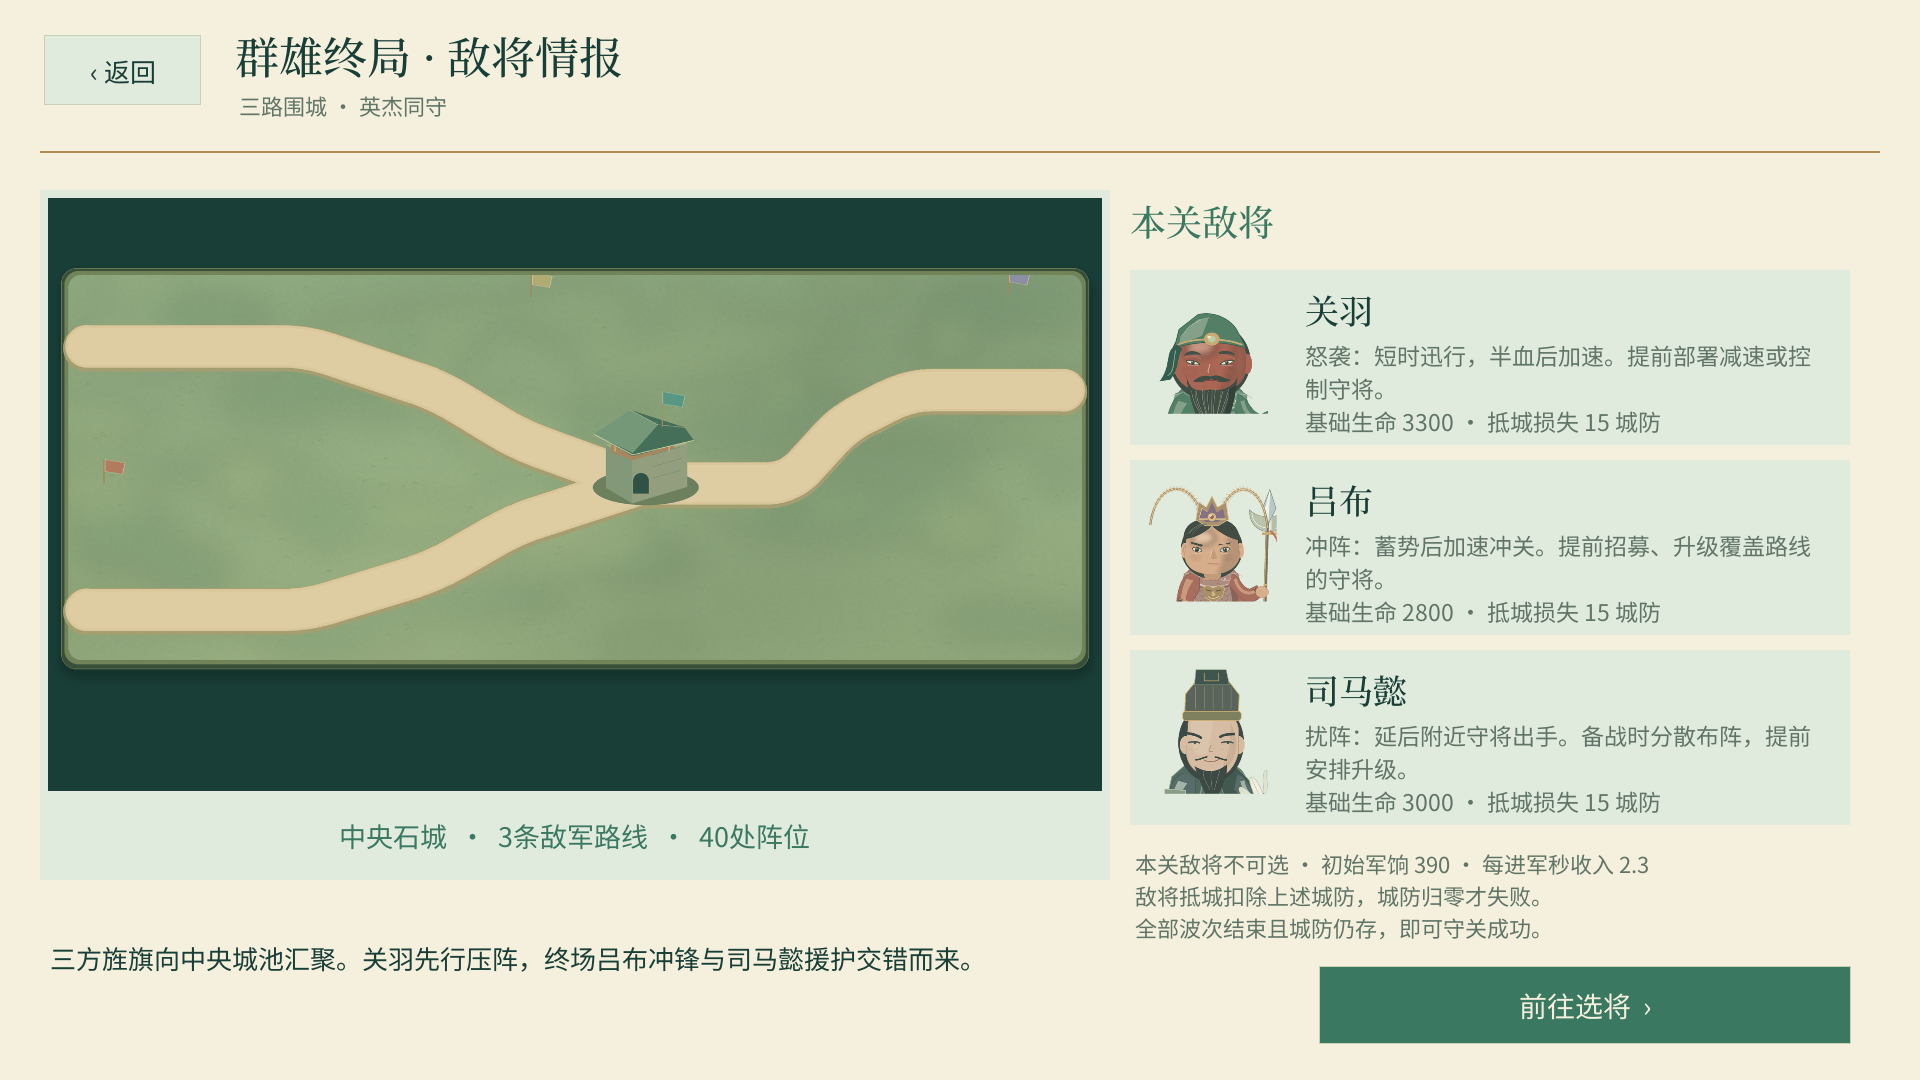 ‹ 返回
群雄终局 · 敌将情报
三路围城 · 英杰同守
本关敌将
关羽
怒袭：短时迅行，半血后加速。提前部署减速或控
制守将。
基础生命 3300 · 抵城损失 15 城防
吕布
冲阵：蓄势后加速冲关。提前招募、升级覆盖路线
的守将。
基础生命 2800 · 抵城损失 15 城防
司马懿
扰阵：延后附近守将出手。备战时分散布阵，提前
安排升级。
基础生命 3000 · 抵城损失 15 城防
中央石城 · 3条敌军路线 · 40处阵位
本关敌将不可选 · 初始军饷 390 · 每进军秒收入 2.3
敌将抵城扣除上述城防，城防归零才失败。
全部波次结束且城防仍存，即可守关成功。
三方旌旗向中央城池汇聚。关羽先行压阵，终场吕布冲锋与司马懿援护交错而来。
前往选将 ›